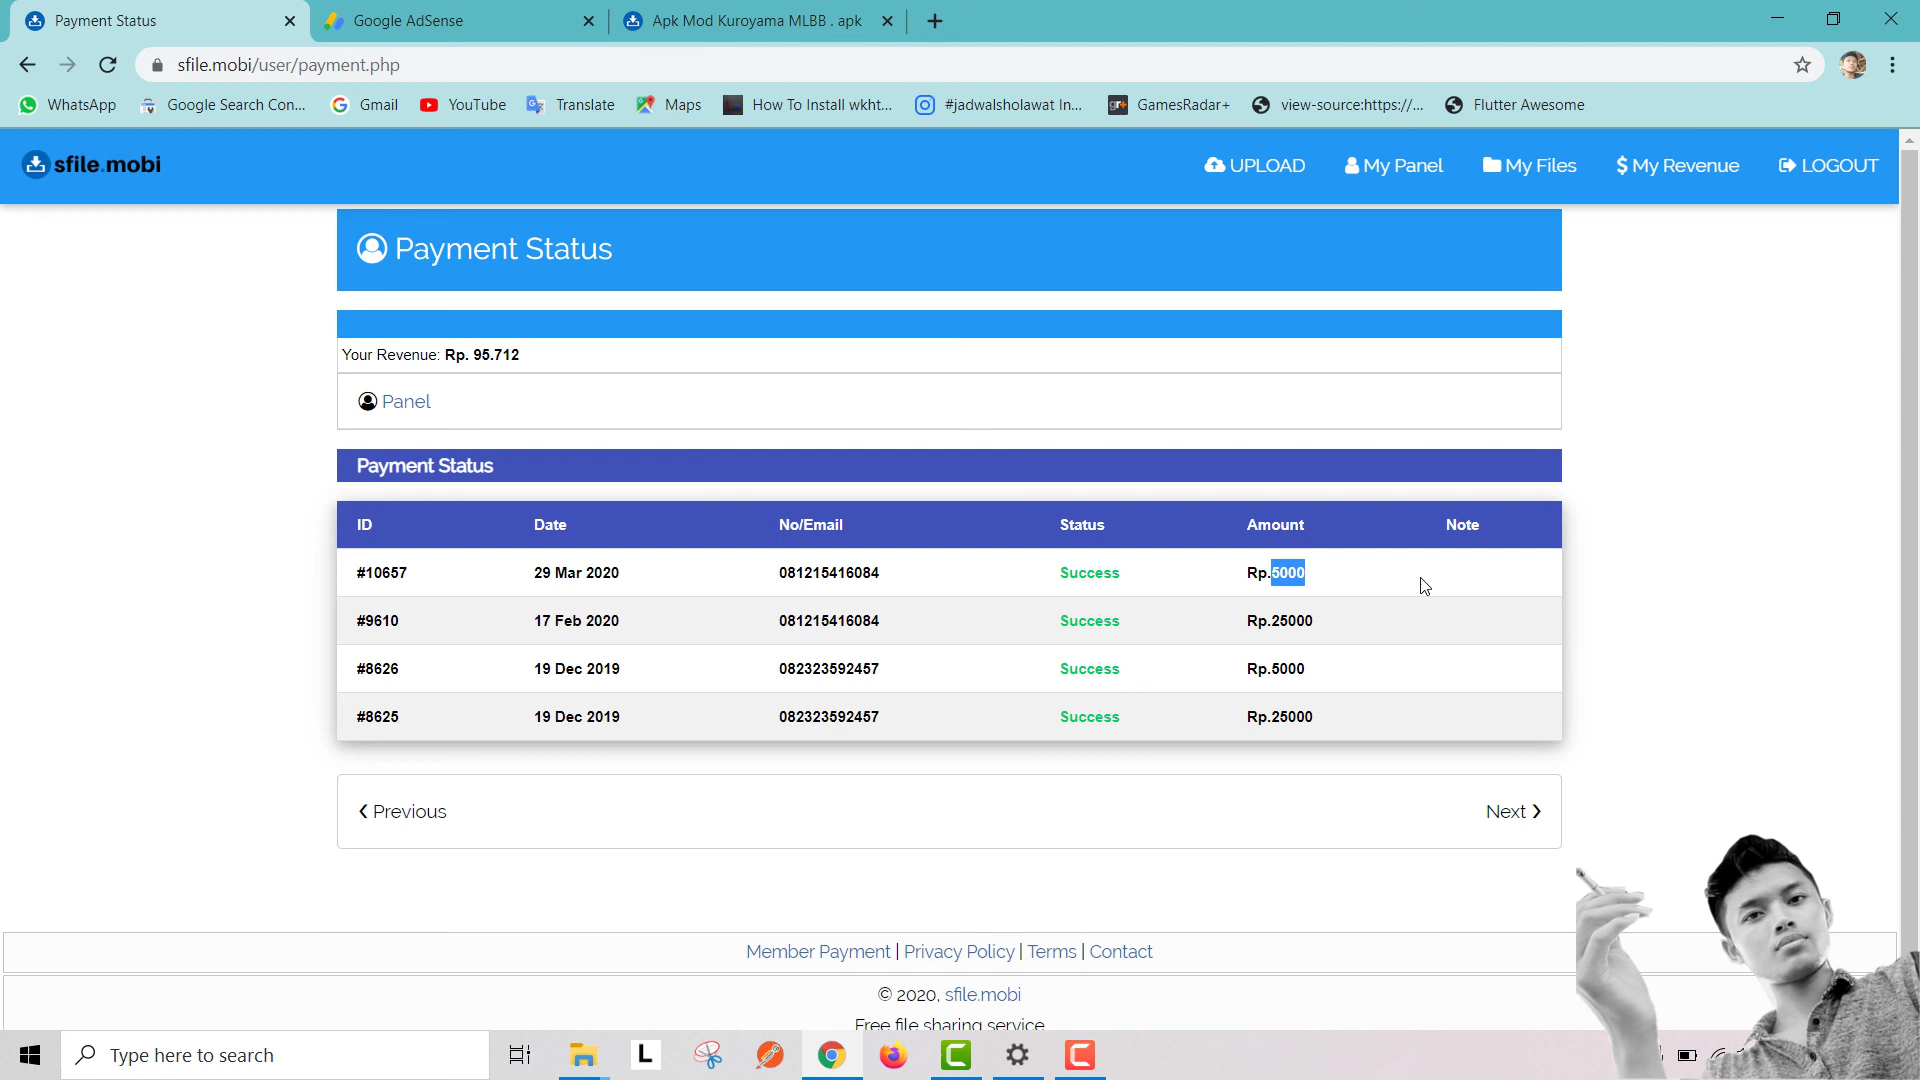 Payment Status
Google AdSense
Apk Mod Kuroyama MLBB . apk
sfile.mobi/user/payment.php
WhatsApp
Google Search Con...
Gmail
YouTube
Translate
Maps
How To Install wkht...
#jadwalsholawat In...
GamesRadar+
view-source:https://...
Flutter Awesome
sfile.mobi
UPLOAD
My Panel
My Files
My Revenue
LOGOUT
Payment Status
Your Revenue: Rp. 95.712
Panel
Payment Status
ID Date No/Email Status Amount Note
#10657 29 Mar 2020 081215416084 Success Rp.5000
#9610 17 Feb 2020 081215416084 Success Rp.25000
#8626 19 Dec 2019 082323592457 Success Rp.5000
#8625 19 Dec 2019 082323592457 Success Rp.25000
Previous
Next
Member Payment | Privacy Policy | Terms | Contact
© 2020, sfile.mobi
Free file sharing service
Type here to search